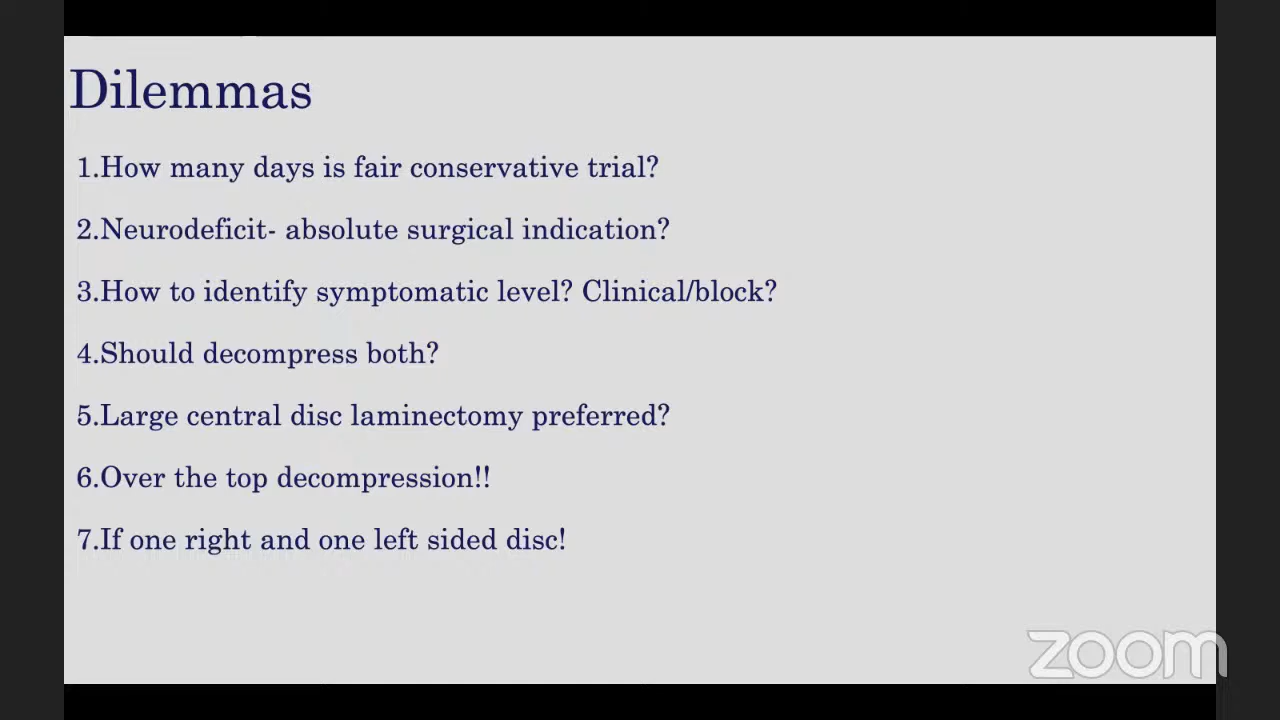 Dilemmas
1.How many days is fair conservative trial?
2.Neurodeficit- absolute surgical indication?
3.How to identify symptomatic level? Clinical/block?
4.Should decompress both?
5.Large central disc laminectomy preferred?
6.Over the top decompression!!
7.If one right and one left sided disc!
zoom